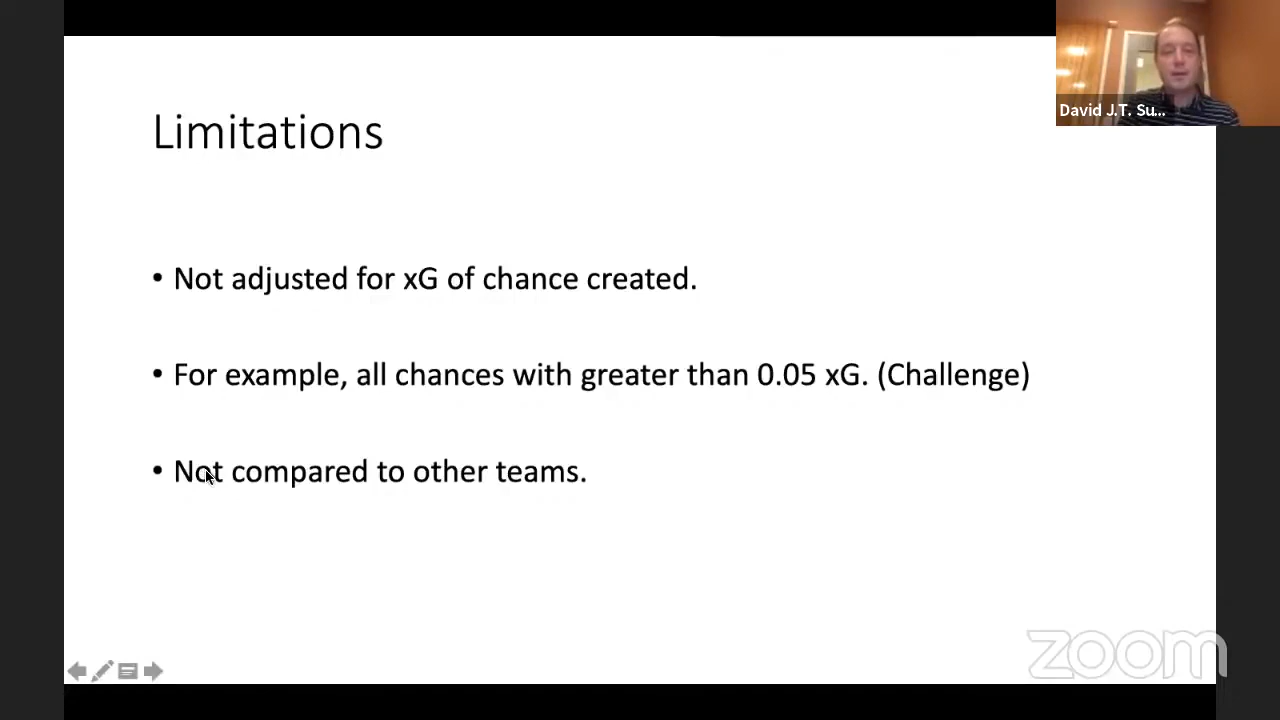 David J.T. Su...
Limitations
• Not adjusted for xG of chance created.
• For example, all chances with greater than 0.05 xG. (Challenge)
• Not compared to other teams.
zoom